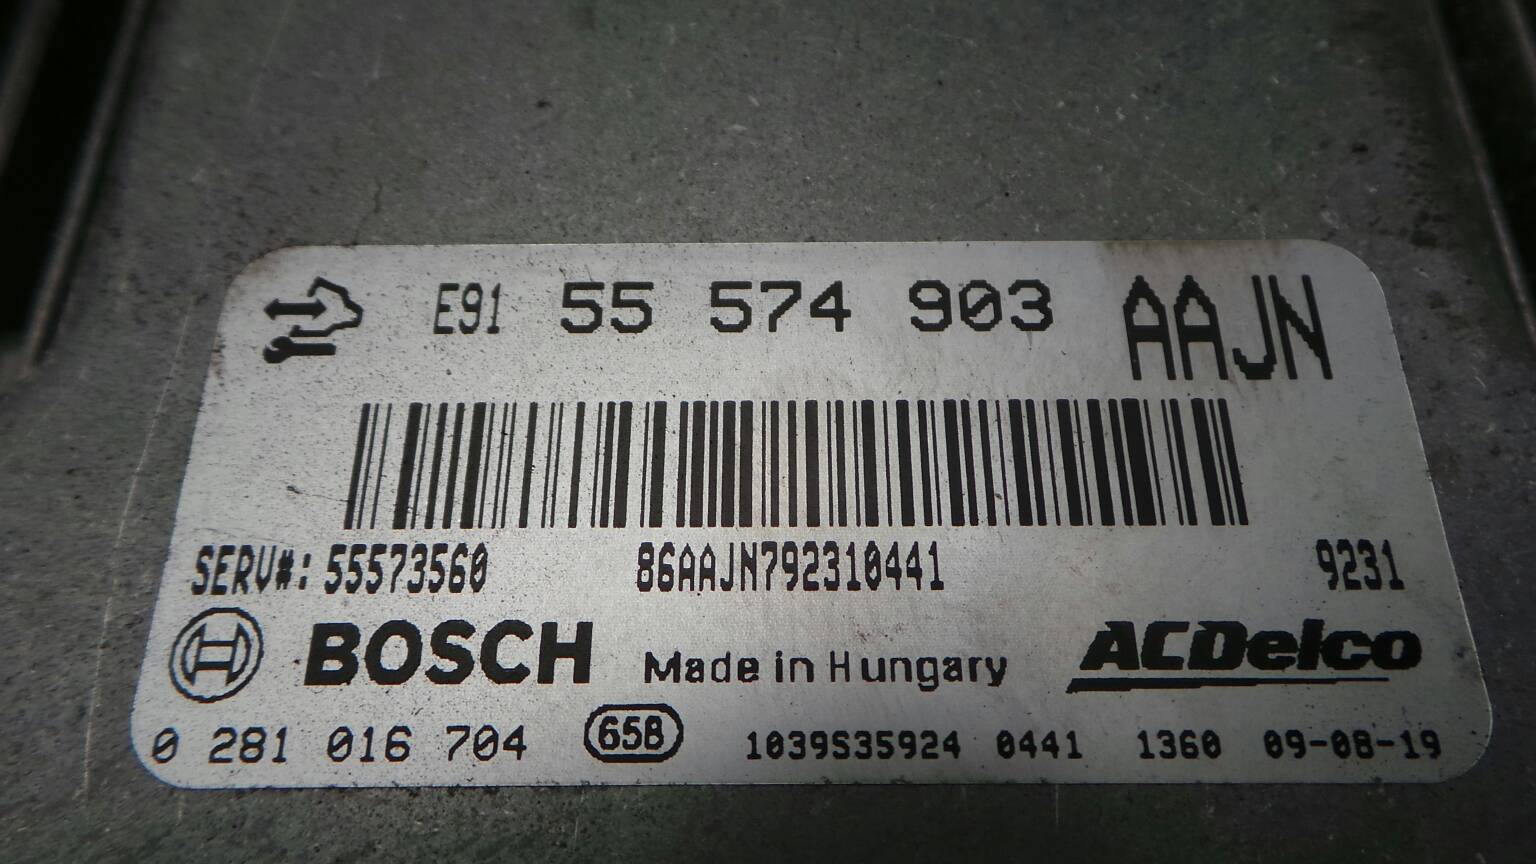 E91 55 574 903 AAJN
SERV#: 55573560 86AAJN792310441 9231
BOSCH Made in Hungary ACDelco
0 281 016 704 65B 1039S35924 0441 1360 09-08-19